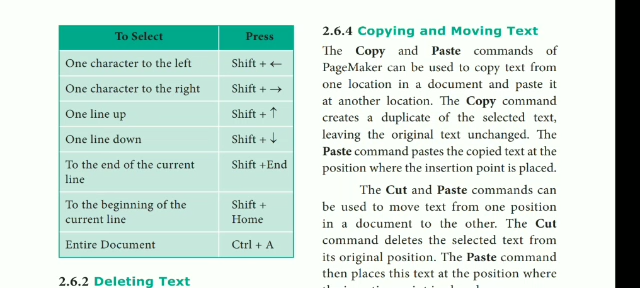 To Select Press
One character to the left Shift + ←
One character to the right Shift + →
One line up Shift + ↑
One line down Shift + ↓
To the end of the current Shift +End
line
To the beginning of the Shift +
current line Home
Entire Document Ctrl + A
2.6.2 Deleting Text
2.6.4 Copying and Moving Text
The Copy and Paste commands of
PageMaker can be used to copy text from
one location in a document and paste it
at another location. The Copy command
creates a duplicate of the selected text,
leaving the original text unchanged. The
Paste command pastes the copied text at the
position where the insertion point is placed.
The Cut and Paste commands can
be used to move text from one position
in a document to the other. The Cut
command deletes the selected text from
its original position. The Paste command
then places this text at the position where